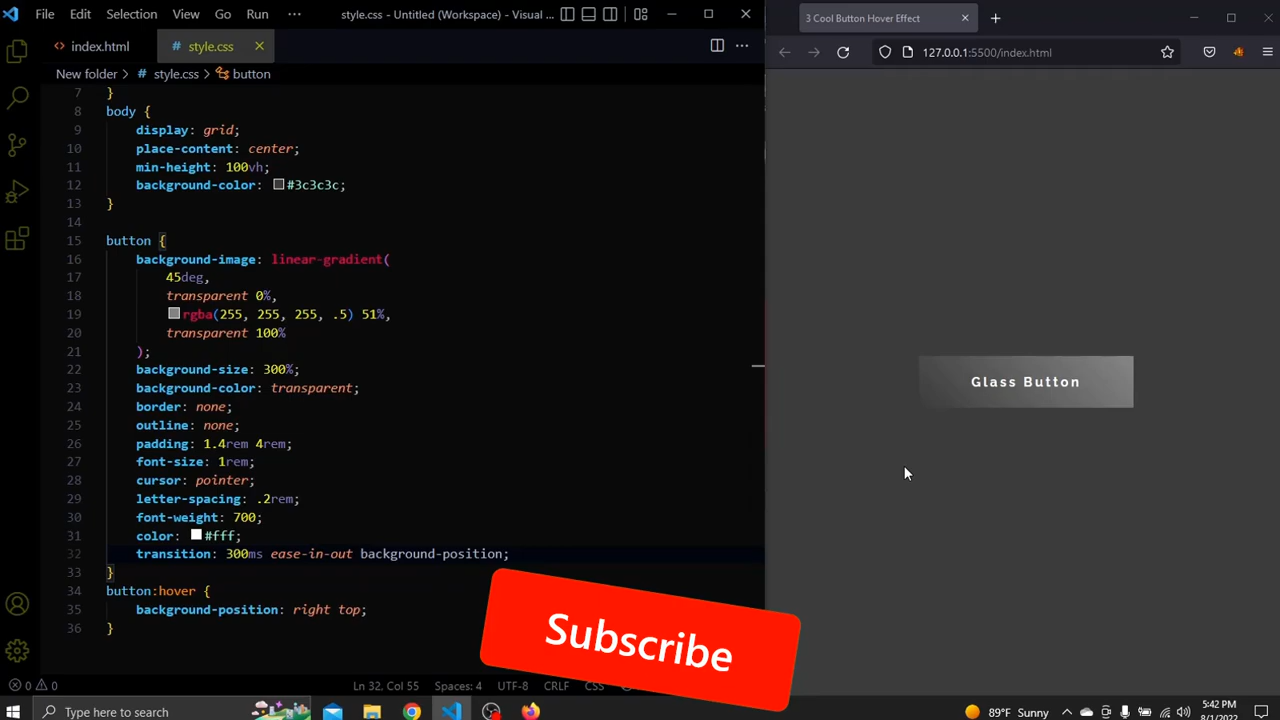 File Edit Selection View Go Run ··· style.css - Untitled (Workspace) - Visual ...
index.html style.css
New folder > style.css > button
7 }
8 body {
9 display: grid;
10 place-content: center;
11 min-height: 100vh;
12 background-color: #3c3c3c;
13 }
14
15 button {
16 background-image: linear-gradient(
17 45deg,
18 transparent 0%,
19 rgba(255, 255, 255, .5) 51%,
20 transparent 100%
21 );
22 background-size: 300%;
23 background-color: transparent;
24 border: none;
25 outline: none;
26 padding: 1.4rem 4rem;
27 font-size: 1rem;
28 cursor: pointer;
29 letter-spacing: .2rem;
30 font-weight: 700;
31 color: #fff;
32 transition: 300ms ease-in-out background-position;
33 }
34 button:hover {
35 background-position: right top;
36 }
0 0 Ln 32, Col 55 Spaces: 4 UTF-8 CRLF CSS
3 Cool Button Hover Effect
127.0.0.1:5500/index.html
Glass Button
Subscribe
Type here to search
89°F Sunny
5:42 PM